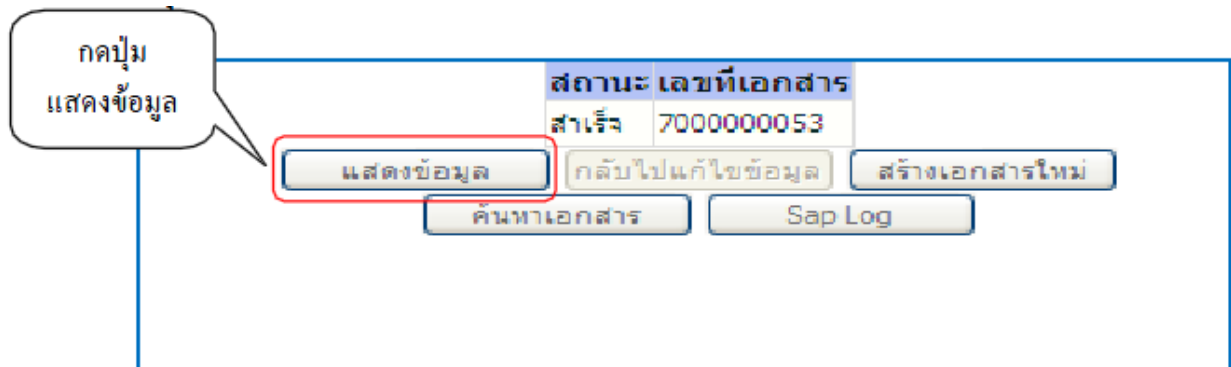 กดปุ่ม
แสดงข้อมูล
สถานะ เลขที่เอกสาร
สำเร็จ 7000000053
แสดงข้อมูล กลับไปแก้ไขข้อมูล สร้างเอกสารใหม่
ค้นหาเอกสาร Sap Log